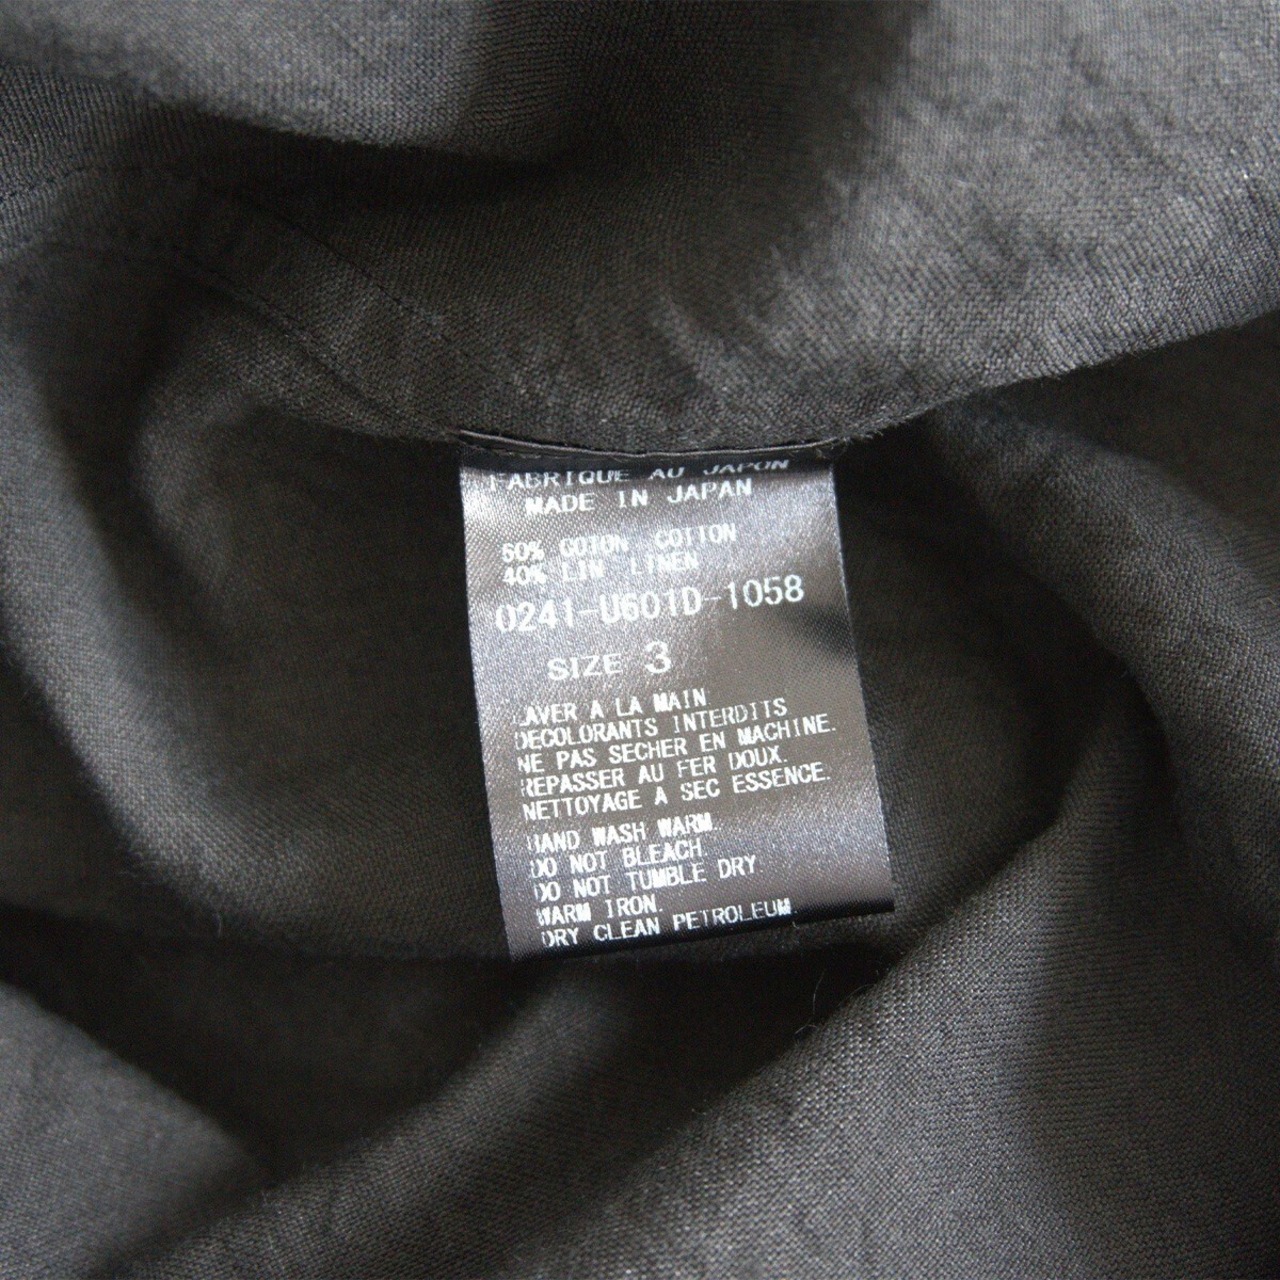 FABRIQUE AU JAPON
MADE IN JAPAN
60% COTON COTTON
40% LIN LINEN
0241-U601D-1058
SIZE 3
LAVER A LA MAIN
DECOLORANTS INTERDITS
NE PAS SECHER EN MACHINE.
REPASSER AU FER DOUX.
NETTOYAGE A SEC ESSENCE.
HAND WASH WARM.
DO NOT BLEACH
DO NOT TUMBLE DRY
WARM IRON.
DRY CLEAN PETROLEUM.